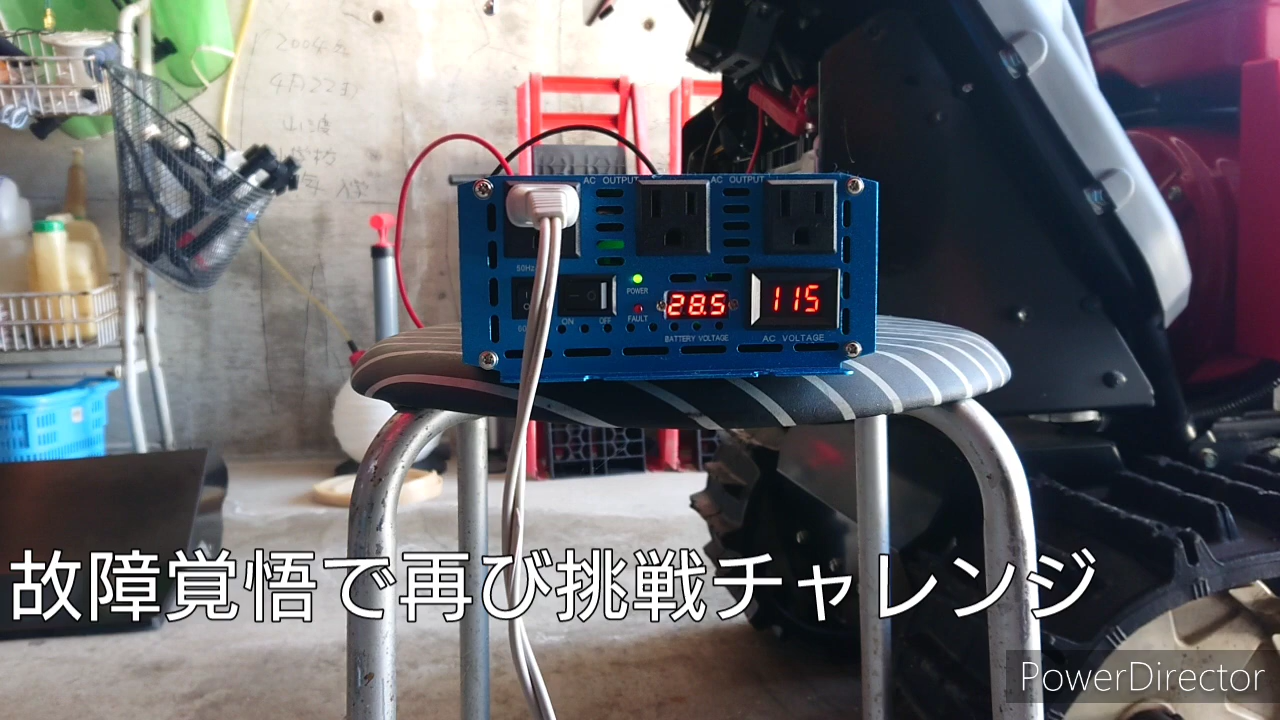 2004年
4月22日
AC OUTPUT
AC OUTPUT
50Hz
POWER
FAULT
ON
OFF
28.5
115
BATTERY VOLTAGE
AC VOLTAGE
故障覚悟で再び挑戦チャレンジ
PowerDirector